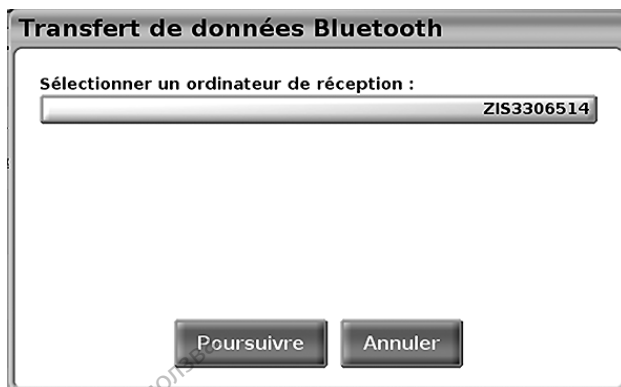 Transfert de données Bluetooth
Sélectionner un ordinateur de réception :
ZIS3306514
Poursuivre Annuler